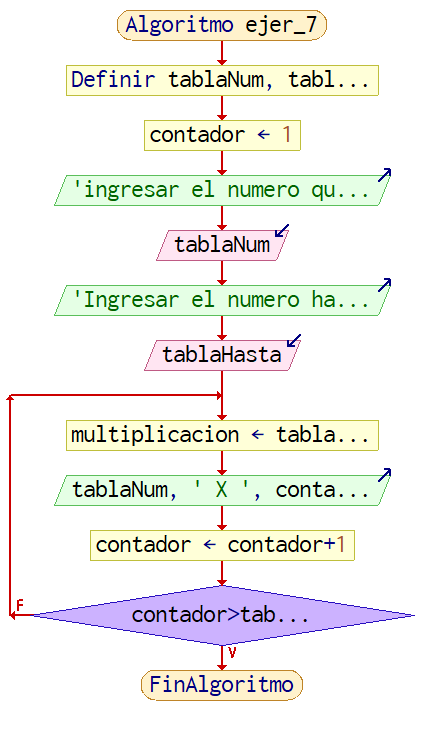 Algoritmo ejer_7
Definir tablaNum, tabl...
contador ← 1
'ingresar el numero qu...
tablaNum
'Ingresar el numero ha...
tablaHasta
multiplicacion ← tabla...
tablaNum, ' X ', conta...
contador ← contador+1
F
contador>tab...
V
FinAlgoritmo